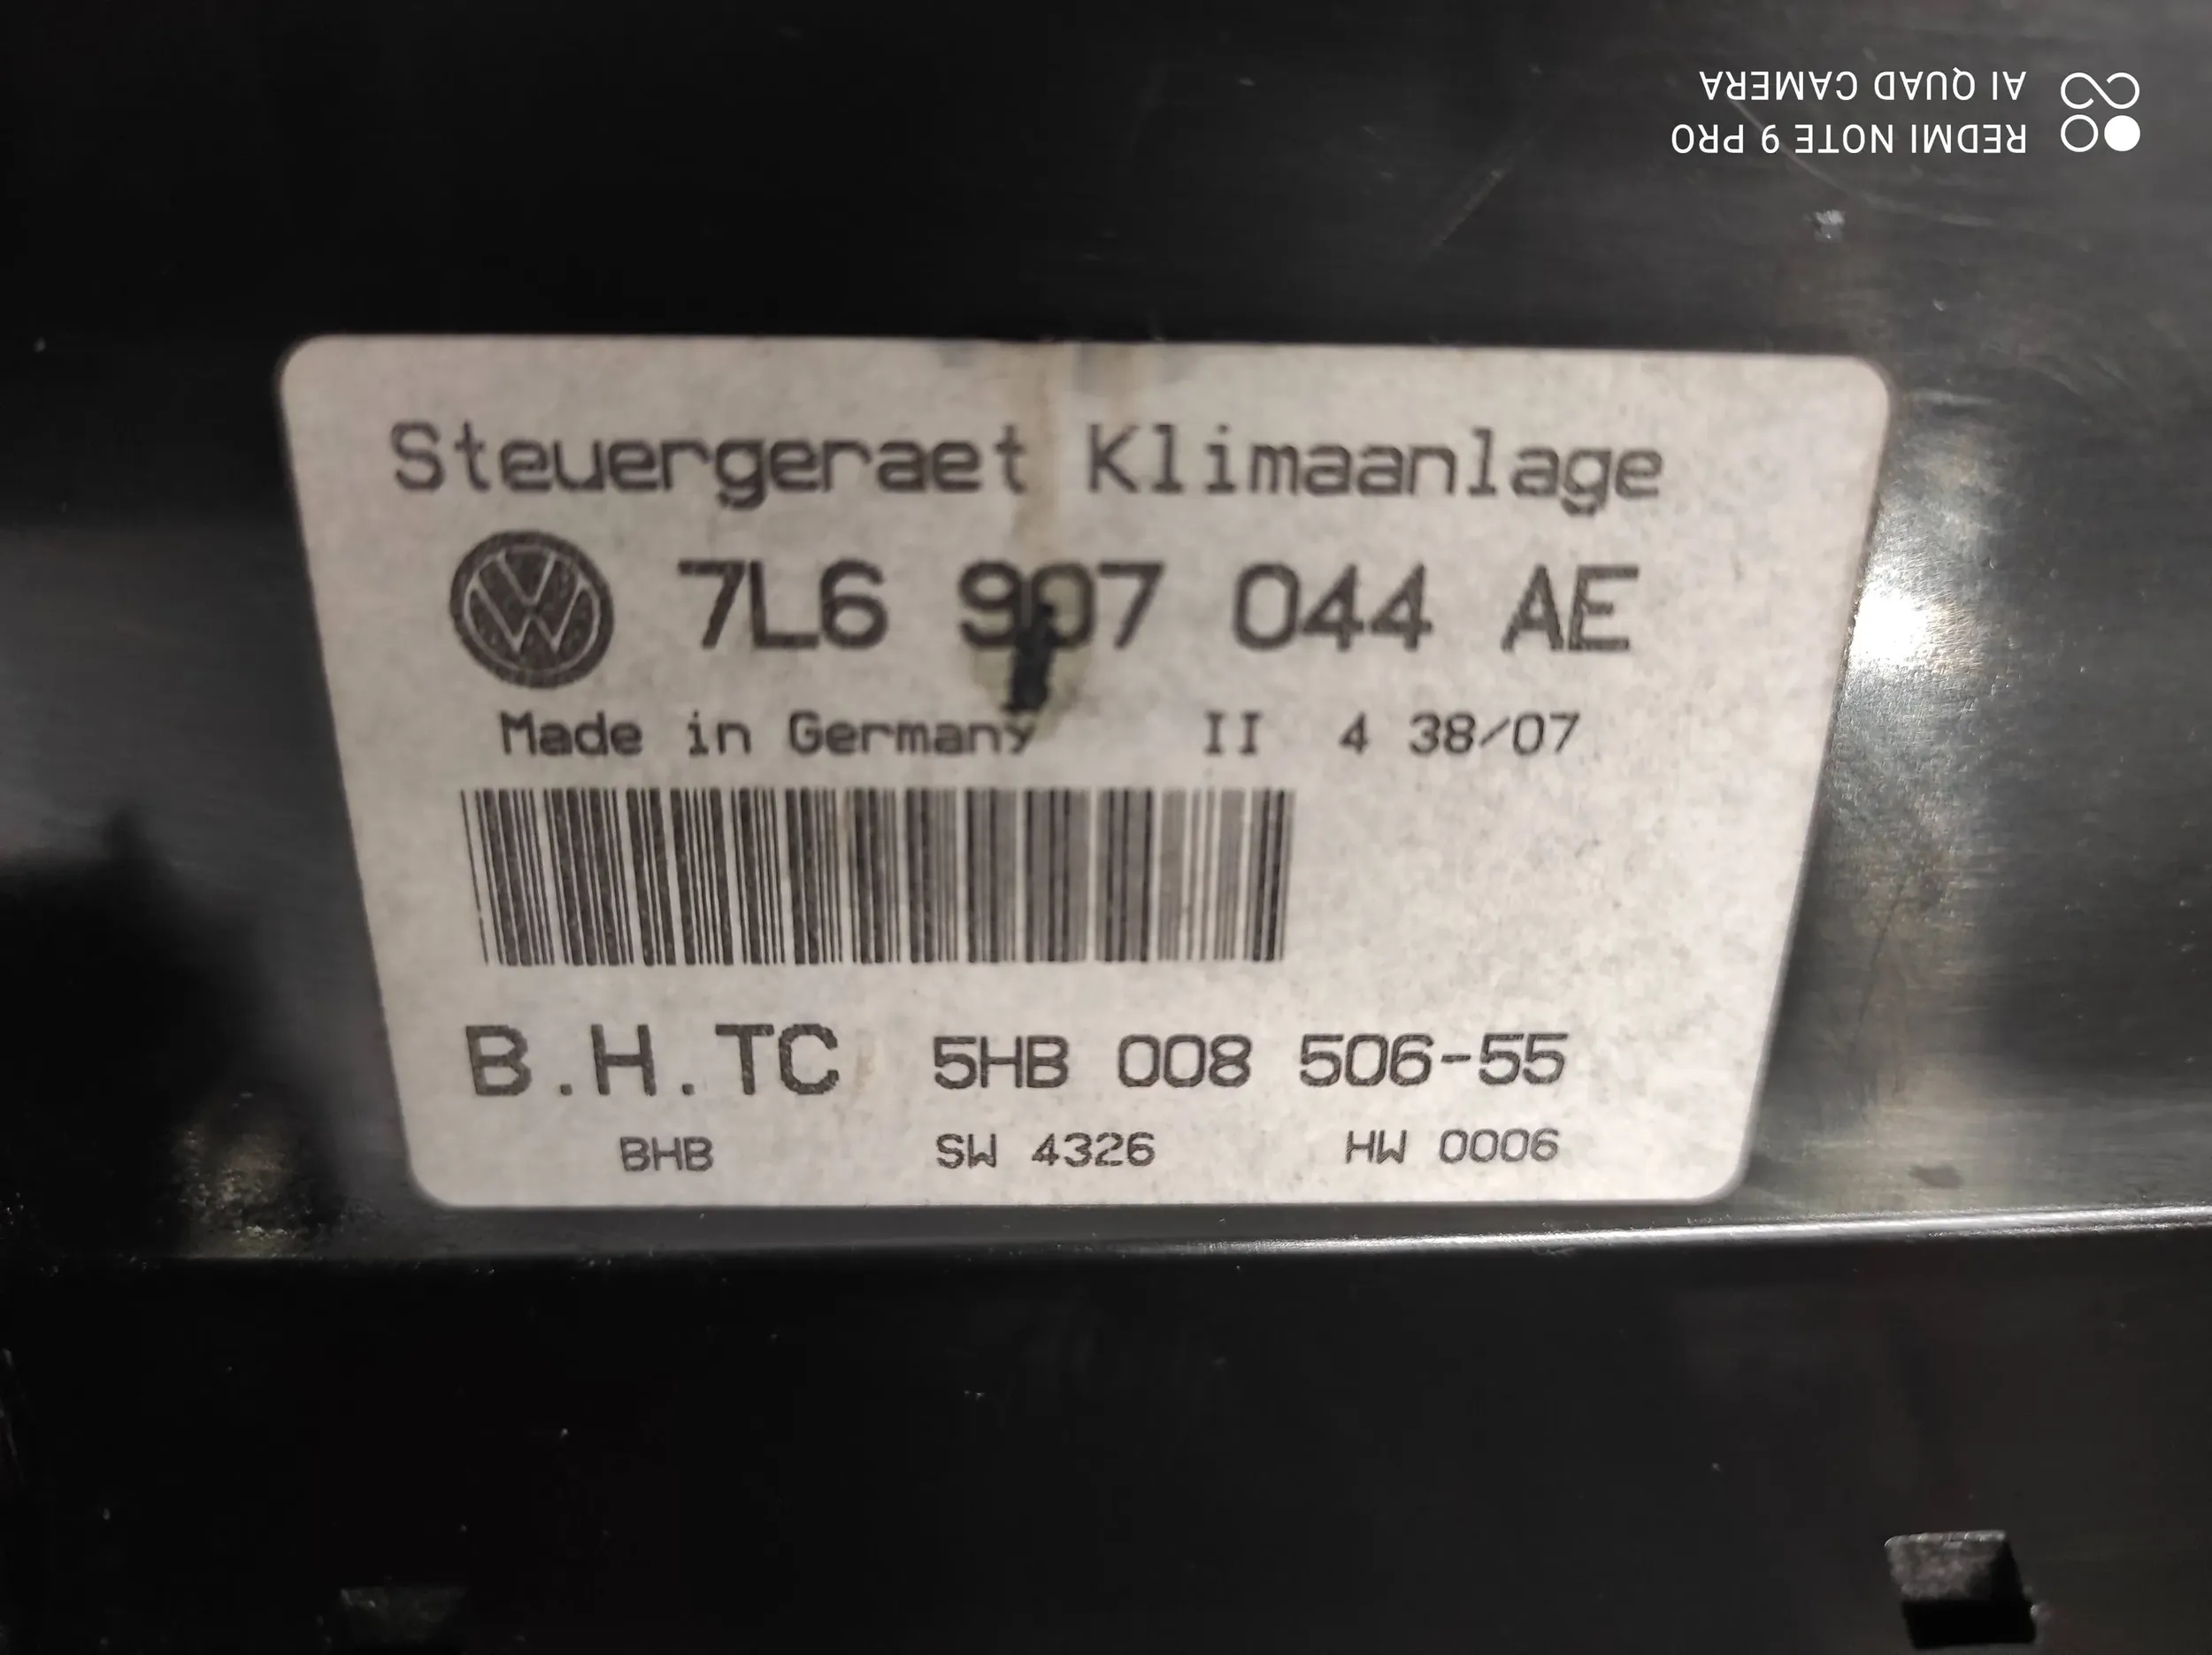 AI QUAD CAMERA
REDMI NOTE 9 PRO
Steuergeraet Klimaanlage
7L6 907 044 AE
Made in Germany II 4 38/07
B.H.TC 5HB 008 506-55
BHB SW 4326 HW 0006